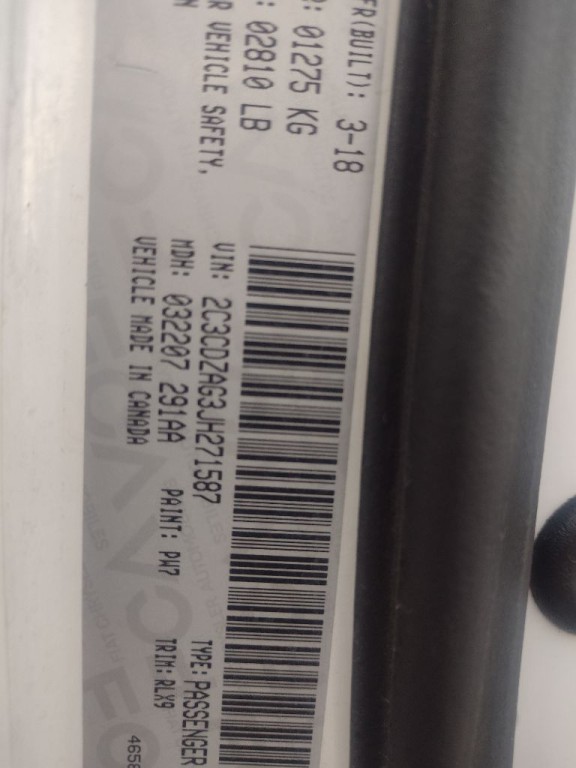 FR(BUILT): 3-18
: 01275 KG
: 02810 LB
R VEHICLE SAFETY,
N
VIN: 2C3CDZAG3JH271587 TYPE: PASSENGER
MDH: 032207 291AA PAINT: PW7 TRIM: RLX9
VEHICLE MADE IN CANADA
4658